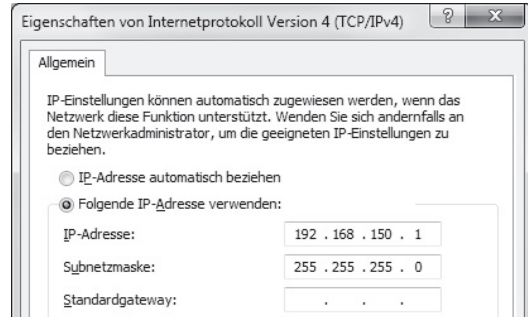 Eigenschaften von Internetprotokoll Version 4 (TCP/IPv4)
? X
Allgemein
IP-Einstellungen können automatisch zugewiesen werden, wenn das
Netzwerk diese Funktion unterstützt. Wenden Sie sich andernfalls an
den Netzwerkadministrator, um die geeigneten IP-Einstellungen zu
beziehen.
IP-Adresse automatisch beziehen
Folgende IP-Adresse verwenden:
IP-Adresse: 192 . 168 . 150 . 1
Subnetzmaske: 255 . 255 . 255 . 0
Standardgateway: . . .